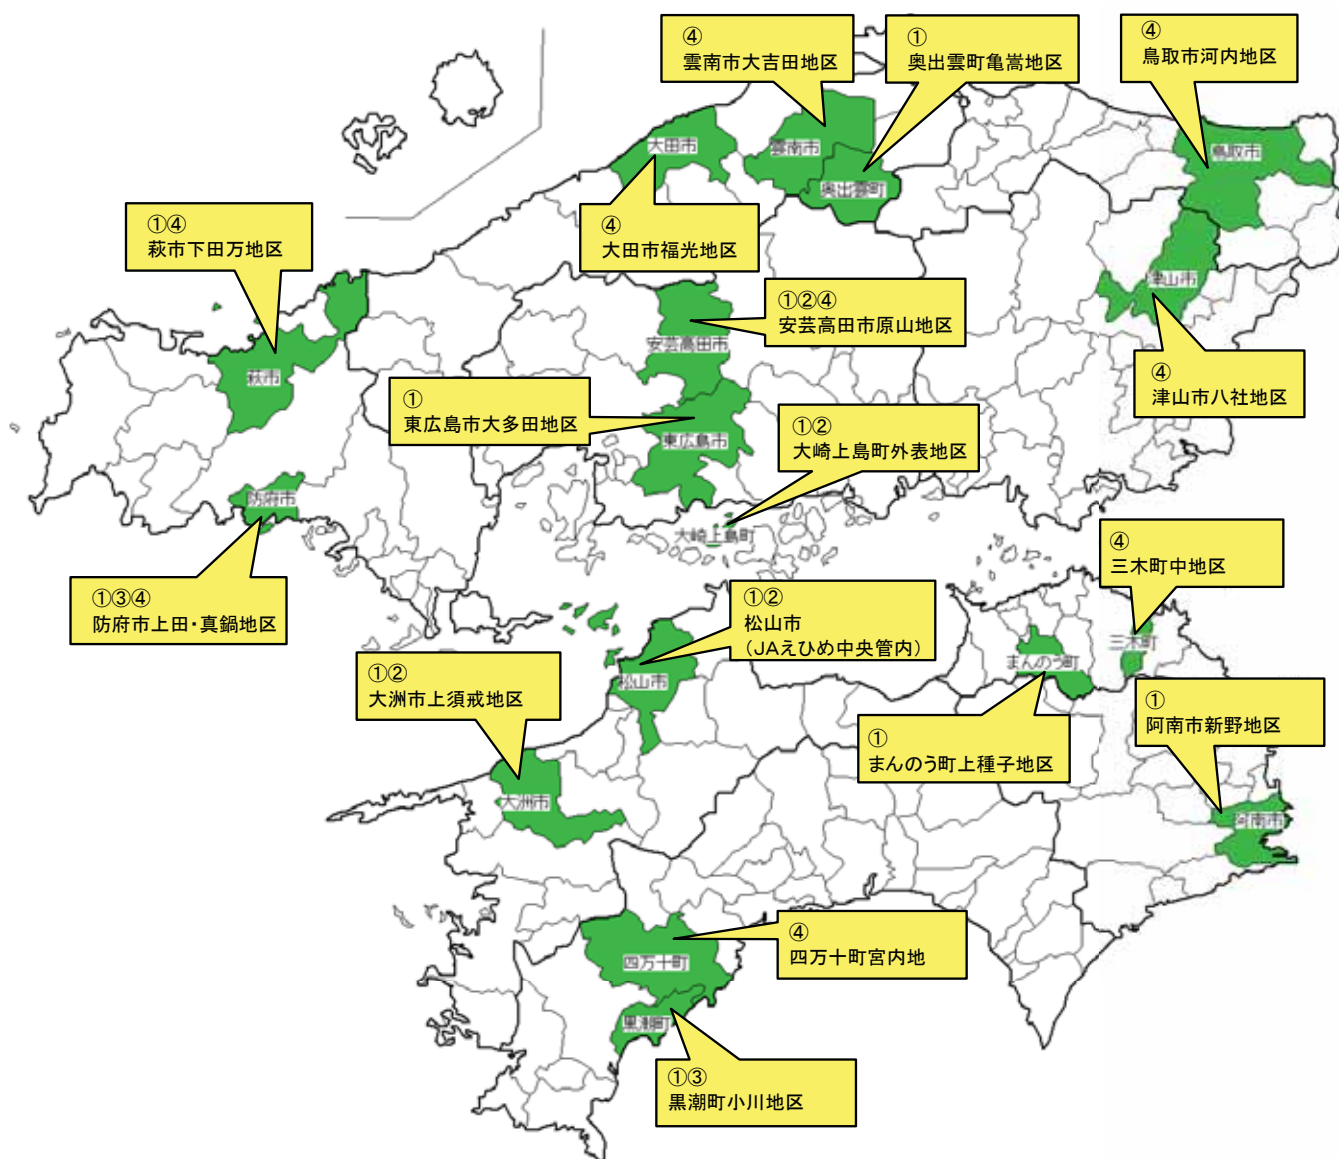 ④
雲南市大吉田地区
①
奥出雲町亀嵩地区
④
鳥取市河内地区
大田市
雲南市
奥出雲町
鳥取市
①④
萩市下田万地区
④
大田市福光地区
津山市
①②④
安芸高田市原山地区
安芸高田市
萩市
④
津山市八社地区
①
東広島市大多田地区
東広島市
①②
大崎上島町外表地区
防府市
大崎上島町
④
三木町中地区
①③④
防府市上田・真鍋地区
①②
松山市
(JAえひめ中央管内)
三木町
まんのう町
松山市
①②
大洲市上須戒地区
①
まんのう町上種子地区
①
阿南市新野地区
大洲市
阿南市
④
四万十町宮内地
四万十町
黒潮町
①③
黒潮町小川地区